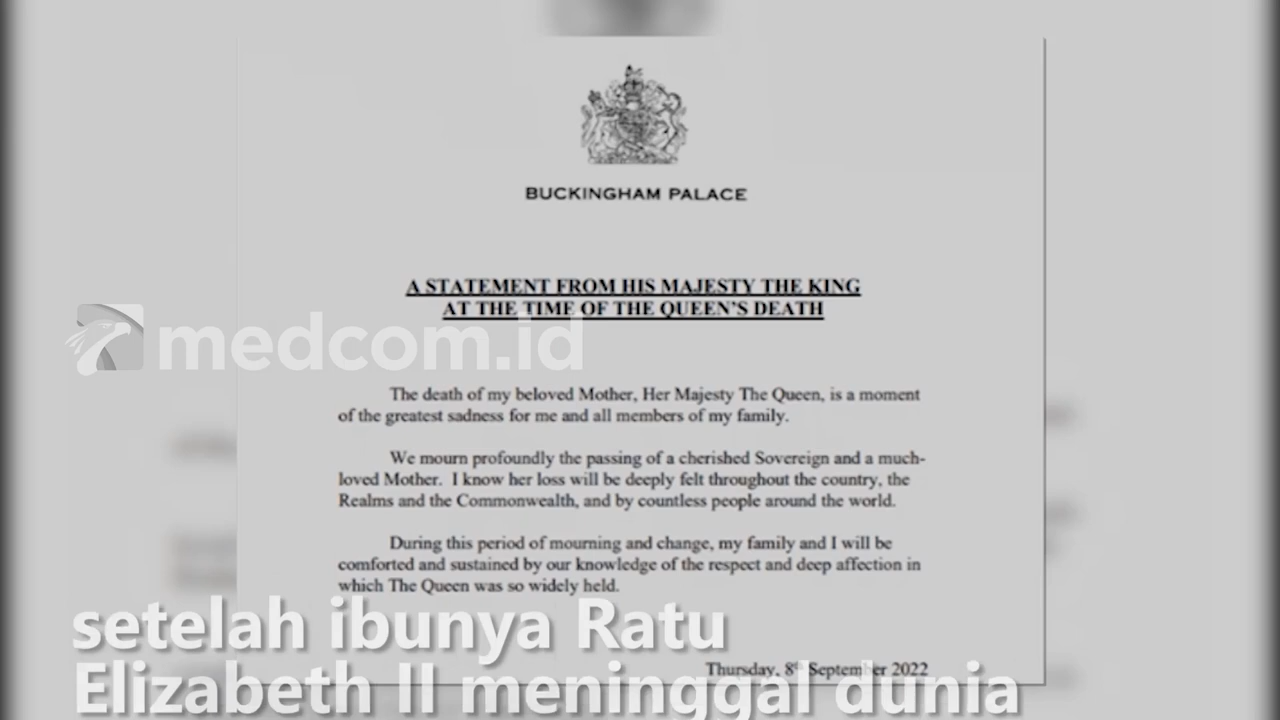 BUCKINGHAM PALACE
A STATEMENT FROM HIS MAJESTY THE KING
AT THE TIME OF THE QUEEN'S DEATH
medcom.id
The death of my beloved Mother, Her Majesty The Queen, is a moment
of the greatest sadness for me and all members of my family.
We mourn profoundly the passing of a cherished Sovereign and a much-
loved Mother. I know her loss will be deeply felt throughout the country, the
Realms and the Commonwealth, and by countless people around the world.
During this period of mourning and change, my family and I will be
comforted and sustained by our knowledge of the respect and deep affection in
which The Queen was so widely held.
setelah ibunya Ratu
Thursday, 8th September 2022
Elizabeth II meninggal dunia